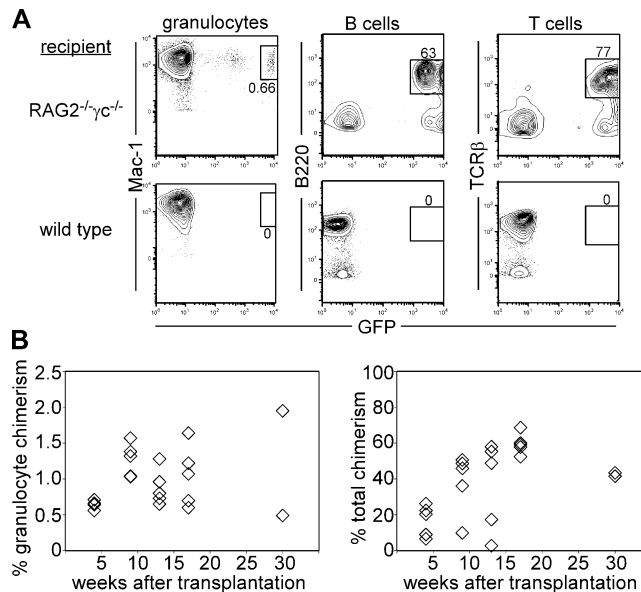 A
granulocytes
B cells
T cells
recipient
RAG2-/-γc-/-
wild type
Mac-1
B220
TCRβ
0.66
63
77
0
0
0
GFP
B
% granulocyte chimerism
2.5
2.0
1.5
1.0
0.5
0
5 10 15 20 25 30
weeks after transplantation
% total chimerism
100
80
60
40
20
0
5 10 15 20 25 30
weeks after transplantation